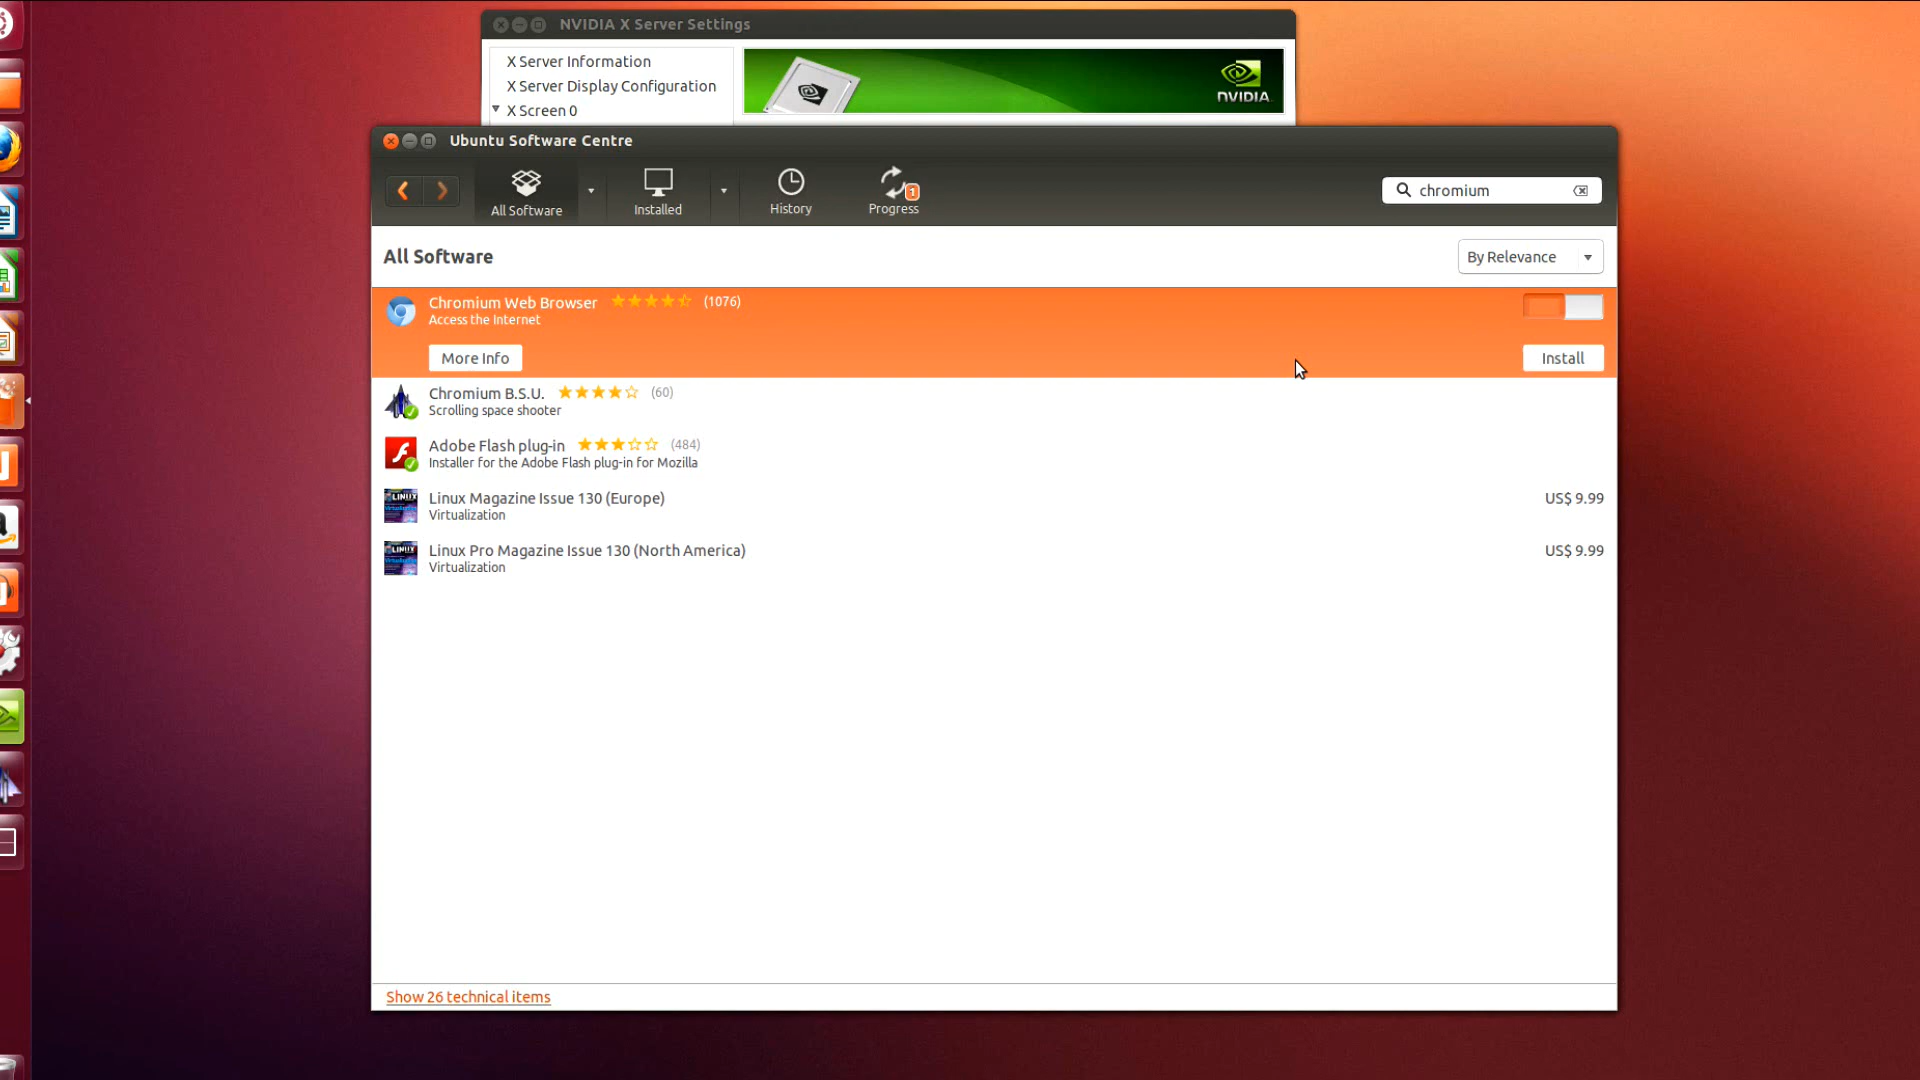 NVIDIA X Server Settings
X Server Information
X Server Display Configuration
X Screen 0
NVIDIA
Ubuntu Software Centre
All Software
Installed
History
1
Progress
chromium
All Software
By Relevance
Chromium Web Browser (1076)
Access the Internet
More Info
Install
Chromium B.S.U. (60)
Scrolling space shooter
Adobe Flash plug-in (484)
Installer for the Adobe Flash plug-in for Mozilla
LINUX
Linux Magazine Issue 130 (Europe)
US$ 9.99
Virtualization
LINUX
Linux Pro Magazine Issue 130 (North America)
US$ 9.99
Virtualization
Show 26 technical items